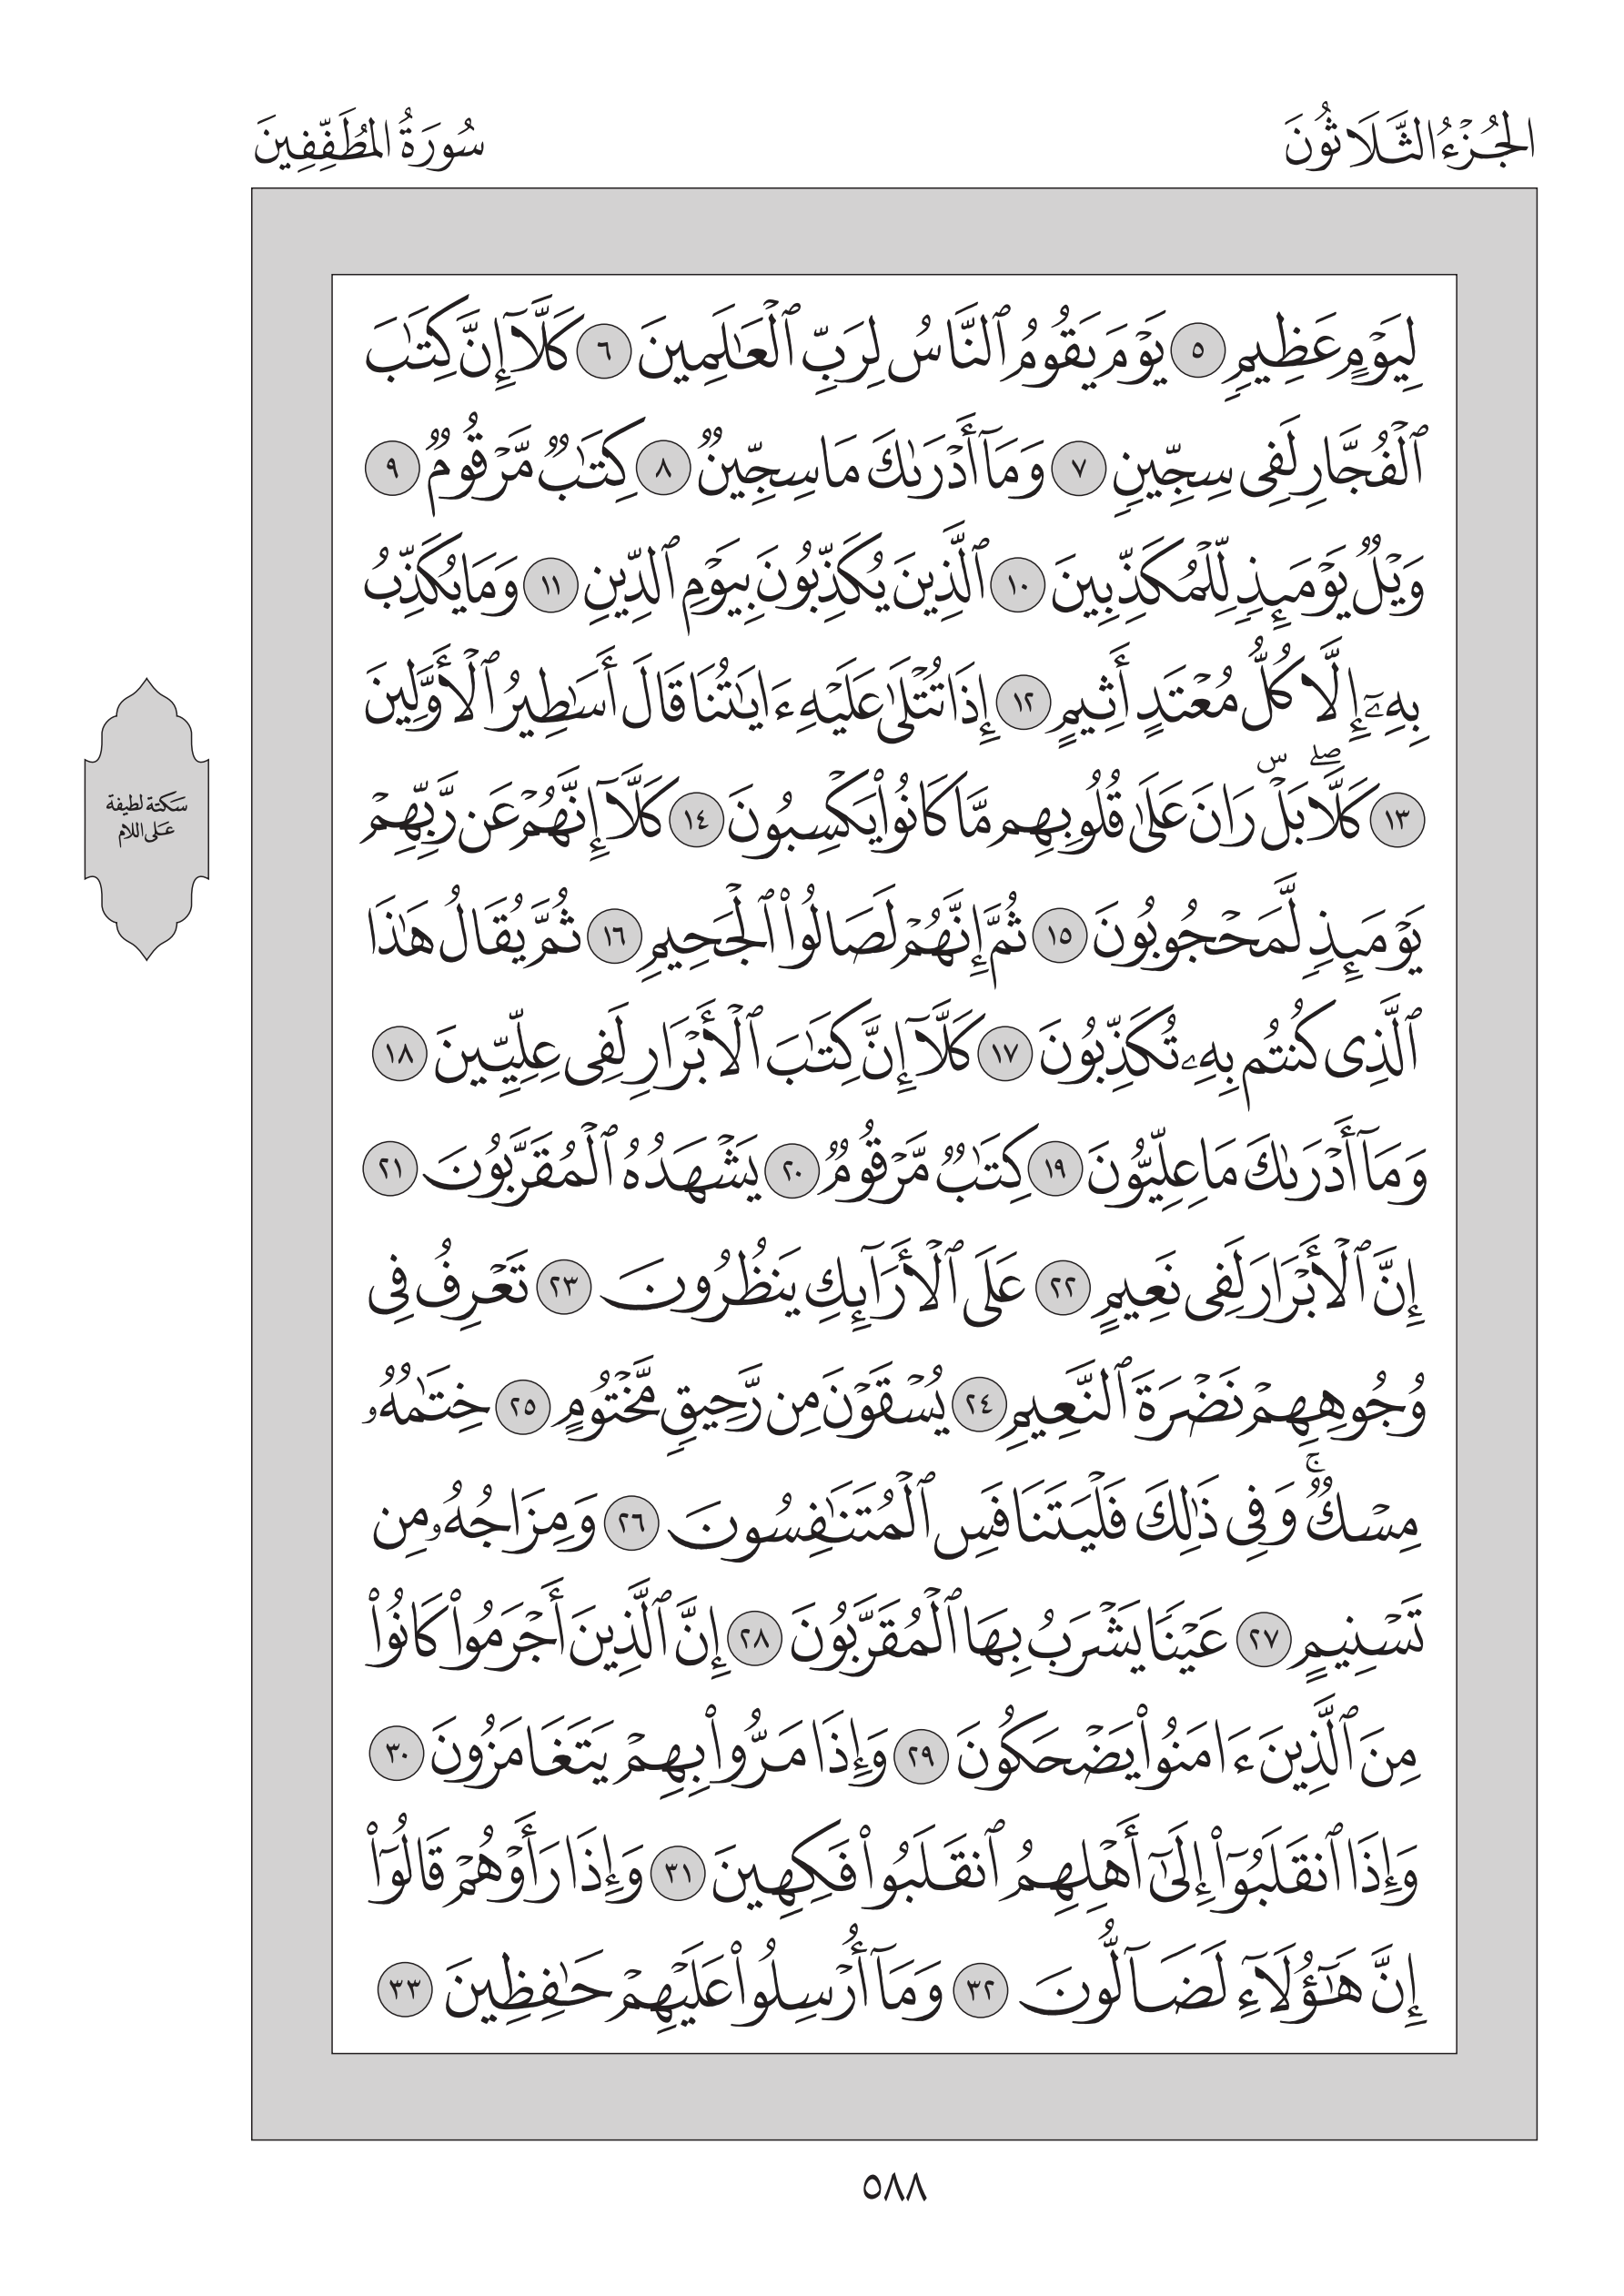 الجُزْءُ الثَّلَاثُونَ
سُورَةُ المُطَفِّفِينَ
لِيَوْمٍ عَظِيمٍ ٥ يَوْمَ يَقُومُ ٱلنَّاسُ لِرَبِّ ٱلْعَٰلَمِينَ ٦ كَلَّآ إِنَّ كِتَٰبَ
ٱلْفُجَّارِ لَفِى سِجِّينٍ ٧ وَمَآ أَدْرَىٰكَ مَا سِجِّينٌ ٨ كِتَٰبٌ مَّرْقُومٌ ٩
وَيْلٌ يَوْمَئِذٍ لِّلْمُكَذِّبِينَ ١٠ ٱلَّذِينَ يُكَذِّبُونَ بِيَوْمِ ٱلدِّينِ ١١ وَمَا يُكَذِّبُ
بِهِۦٓ إِلَّا كُلُّ مُعْتَدٍ أَثِيمٍ ١٢ إِذَا تُتْلَىٰ عَلَيْهِ ءَايَٰتُنَا قَالَ أَسَٰطِيرُ ٱلْأَوَّلِينَ
١٣ كَلَّاۖ بَلْۜ رَانَ عَلَىٰ قُلُوبِهِم مَّا كَانُوا۟ يَكْسِبُونَ ١٤ كَلَّآ إِنَّهُمْ عَن رَّبِّهِمْ
يَوْمَئِذٍ لَّمَحْجُوبُونَ ١٥ ثُمَّ إِنَّهُمْ لَصَالُوا۟ ٱلْجَحِيمِ ١٦ ثُمَّ يُقَالُ هَٰذَا
ٱلَّذِى كُنتُم بِهِۦ تُكَذِّبُونَ ١٧ كَلَّآ إِنَّ كِتَٰبَ ٱلْأَبْرَارِ لَفِى عِلِّيِّينَ ١٨
وَمَآ أَدْرَىٰكَ مَا عِلِّيُّونَ ١٩ كِتَٰبٌ مَّرْقُومٌ ٢٠ يَشْهَدُهُ ٱلْمُقَرَّبُونَ ٢١
إِنَّ ٱلْأَبْرَارَ لَفِى نَعِيمٍ ٢٢ عَلَى ٱلْأَرَآئِكِ يَنظُرُونَ ٢٣ تَعْرِفُ فِى
وُجُوهِهِمْ نَضْرَةَ ٱلنَّعِيمِ ٢٤ يُسْقَوْنَ مِن رَّحِيقٍ مَّخْتُومٍ ٢٥ خِتَٰمُهُۥ
مِسْكٌۚ وَفِى ذَٰلِكَ فَلْيَتَنَافَسِ ٱلْمُتَنَٰفِسُونَ ٢٦ وَمِزَاجُهُۥ مِن
تَسْنِيمٍ ٢٧ عَيْنًا يَشْرَبُ بِهَا ٱلْمُقَرَّبُونَ ٢٨ إِنَّ ٱلَّذِينَ أَجْرَمُوا۟ كَانُوا۟
مِنَ ٱلَّذِينَ ءَامَنُوا۟ يَضْحَكُونَ ٢٩ وَإِذَا مَرُّوا۟ بِهِمْ يَتَغَامَزُونَ ٣٠
وَإِذَا ٱنقَلَبُوٓا۟ إِلَىٰٓ أَهْلِهِمُ ٱنقَلَبُوا۟ فَكِهِينَ ٣١ وَإِذَا رَأَوْهُمْ قَالُوٓا۟
إِنَّ هَٰٓؤُلَآءِ لَضَآلُّونَ ٣٢ وَمَآ أُرْسِلُوا۟ عَلَيْهِمْ حَٰفِظِينَ ٣٣
سكتة لطيفة
على اللام
٥٨٨